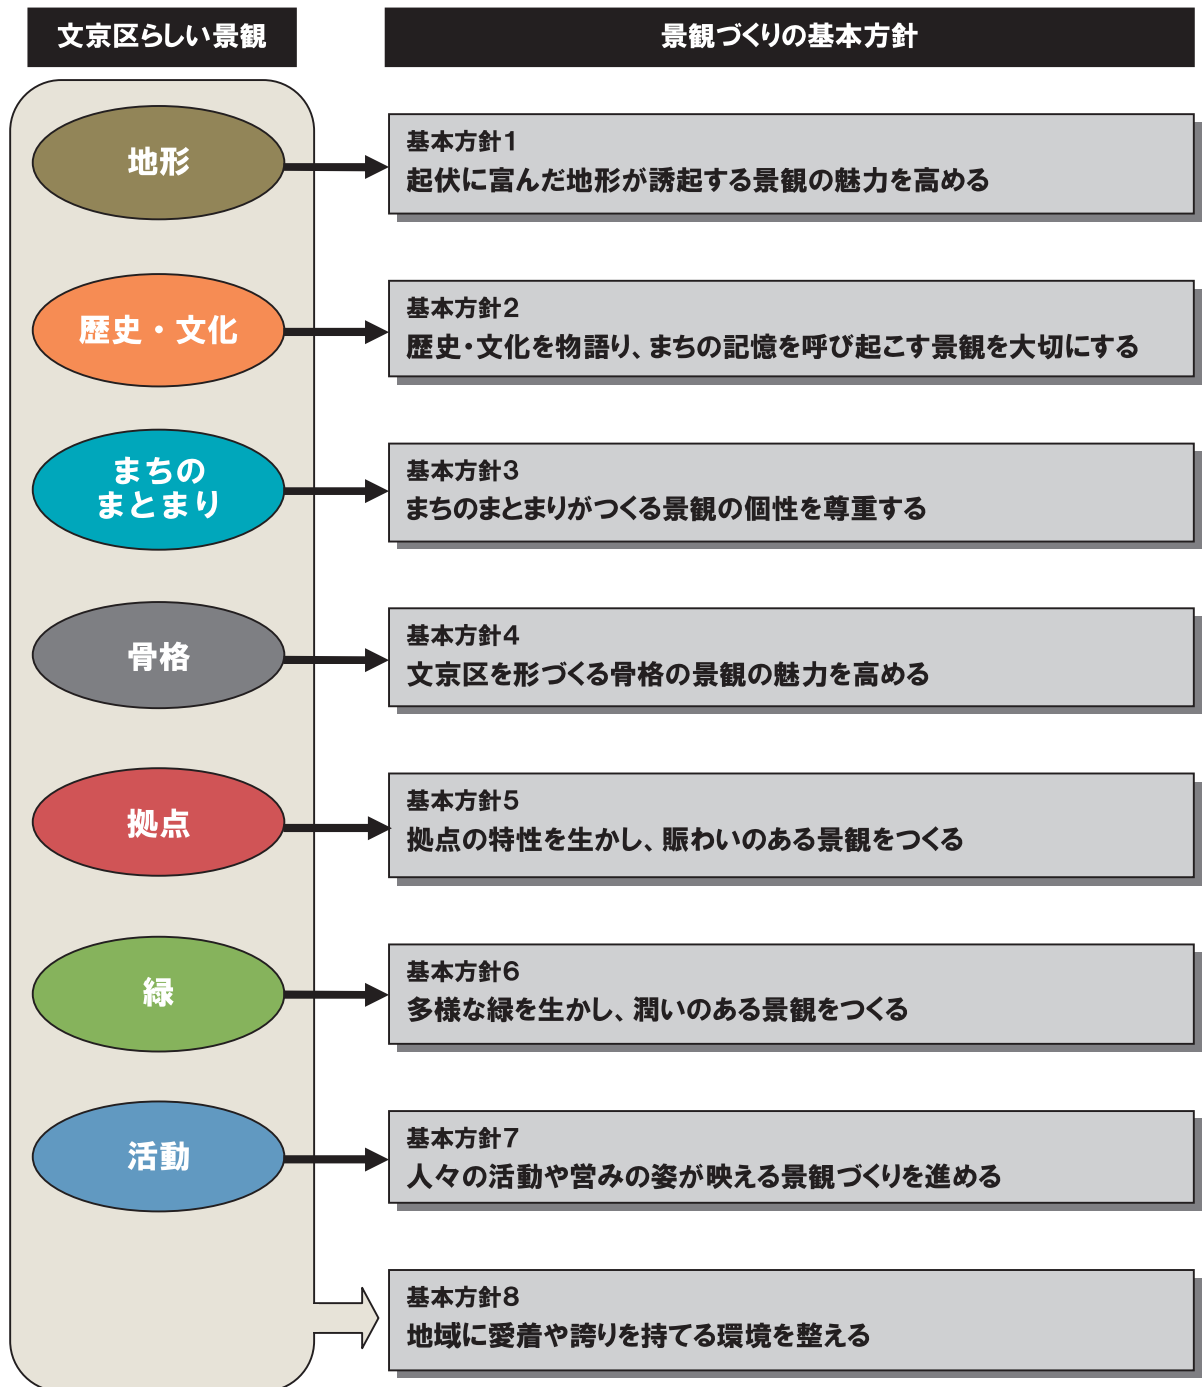 文京区らしい景観
景観づくりの基本方針
地形
基本方針1
起伏に富んだ地形が誘起する景観の魅力を高める
歴史・文化
基本方針2
歴史・文化を物語り、まちの記憶を呼び起こす景観を大切にする
まちの
まとまり
基本方針3
まちのまとまりがつくる景観の個性を尊重する
骨格
基本方針4
文京区を形づくる骨格の景観の魅力を高める
拠点
基本方針5
拠点の特性を生かし、賑わいのある景観をつくる
緑
基本方針6
多様な緑を生かし、潤いのある景観をつくる
活動
基本方針7
人々の活動や営みの姿が映える景観づくりを進める
基本方針8
地域に愛着や誇りを持てる環境を整える